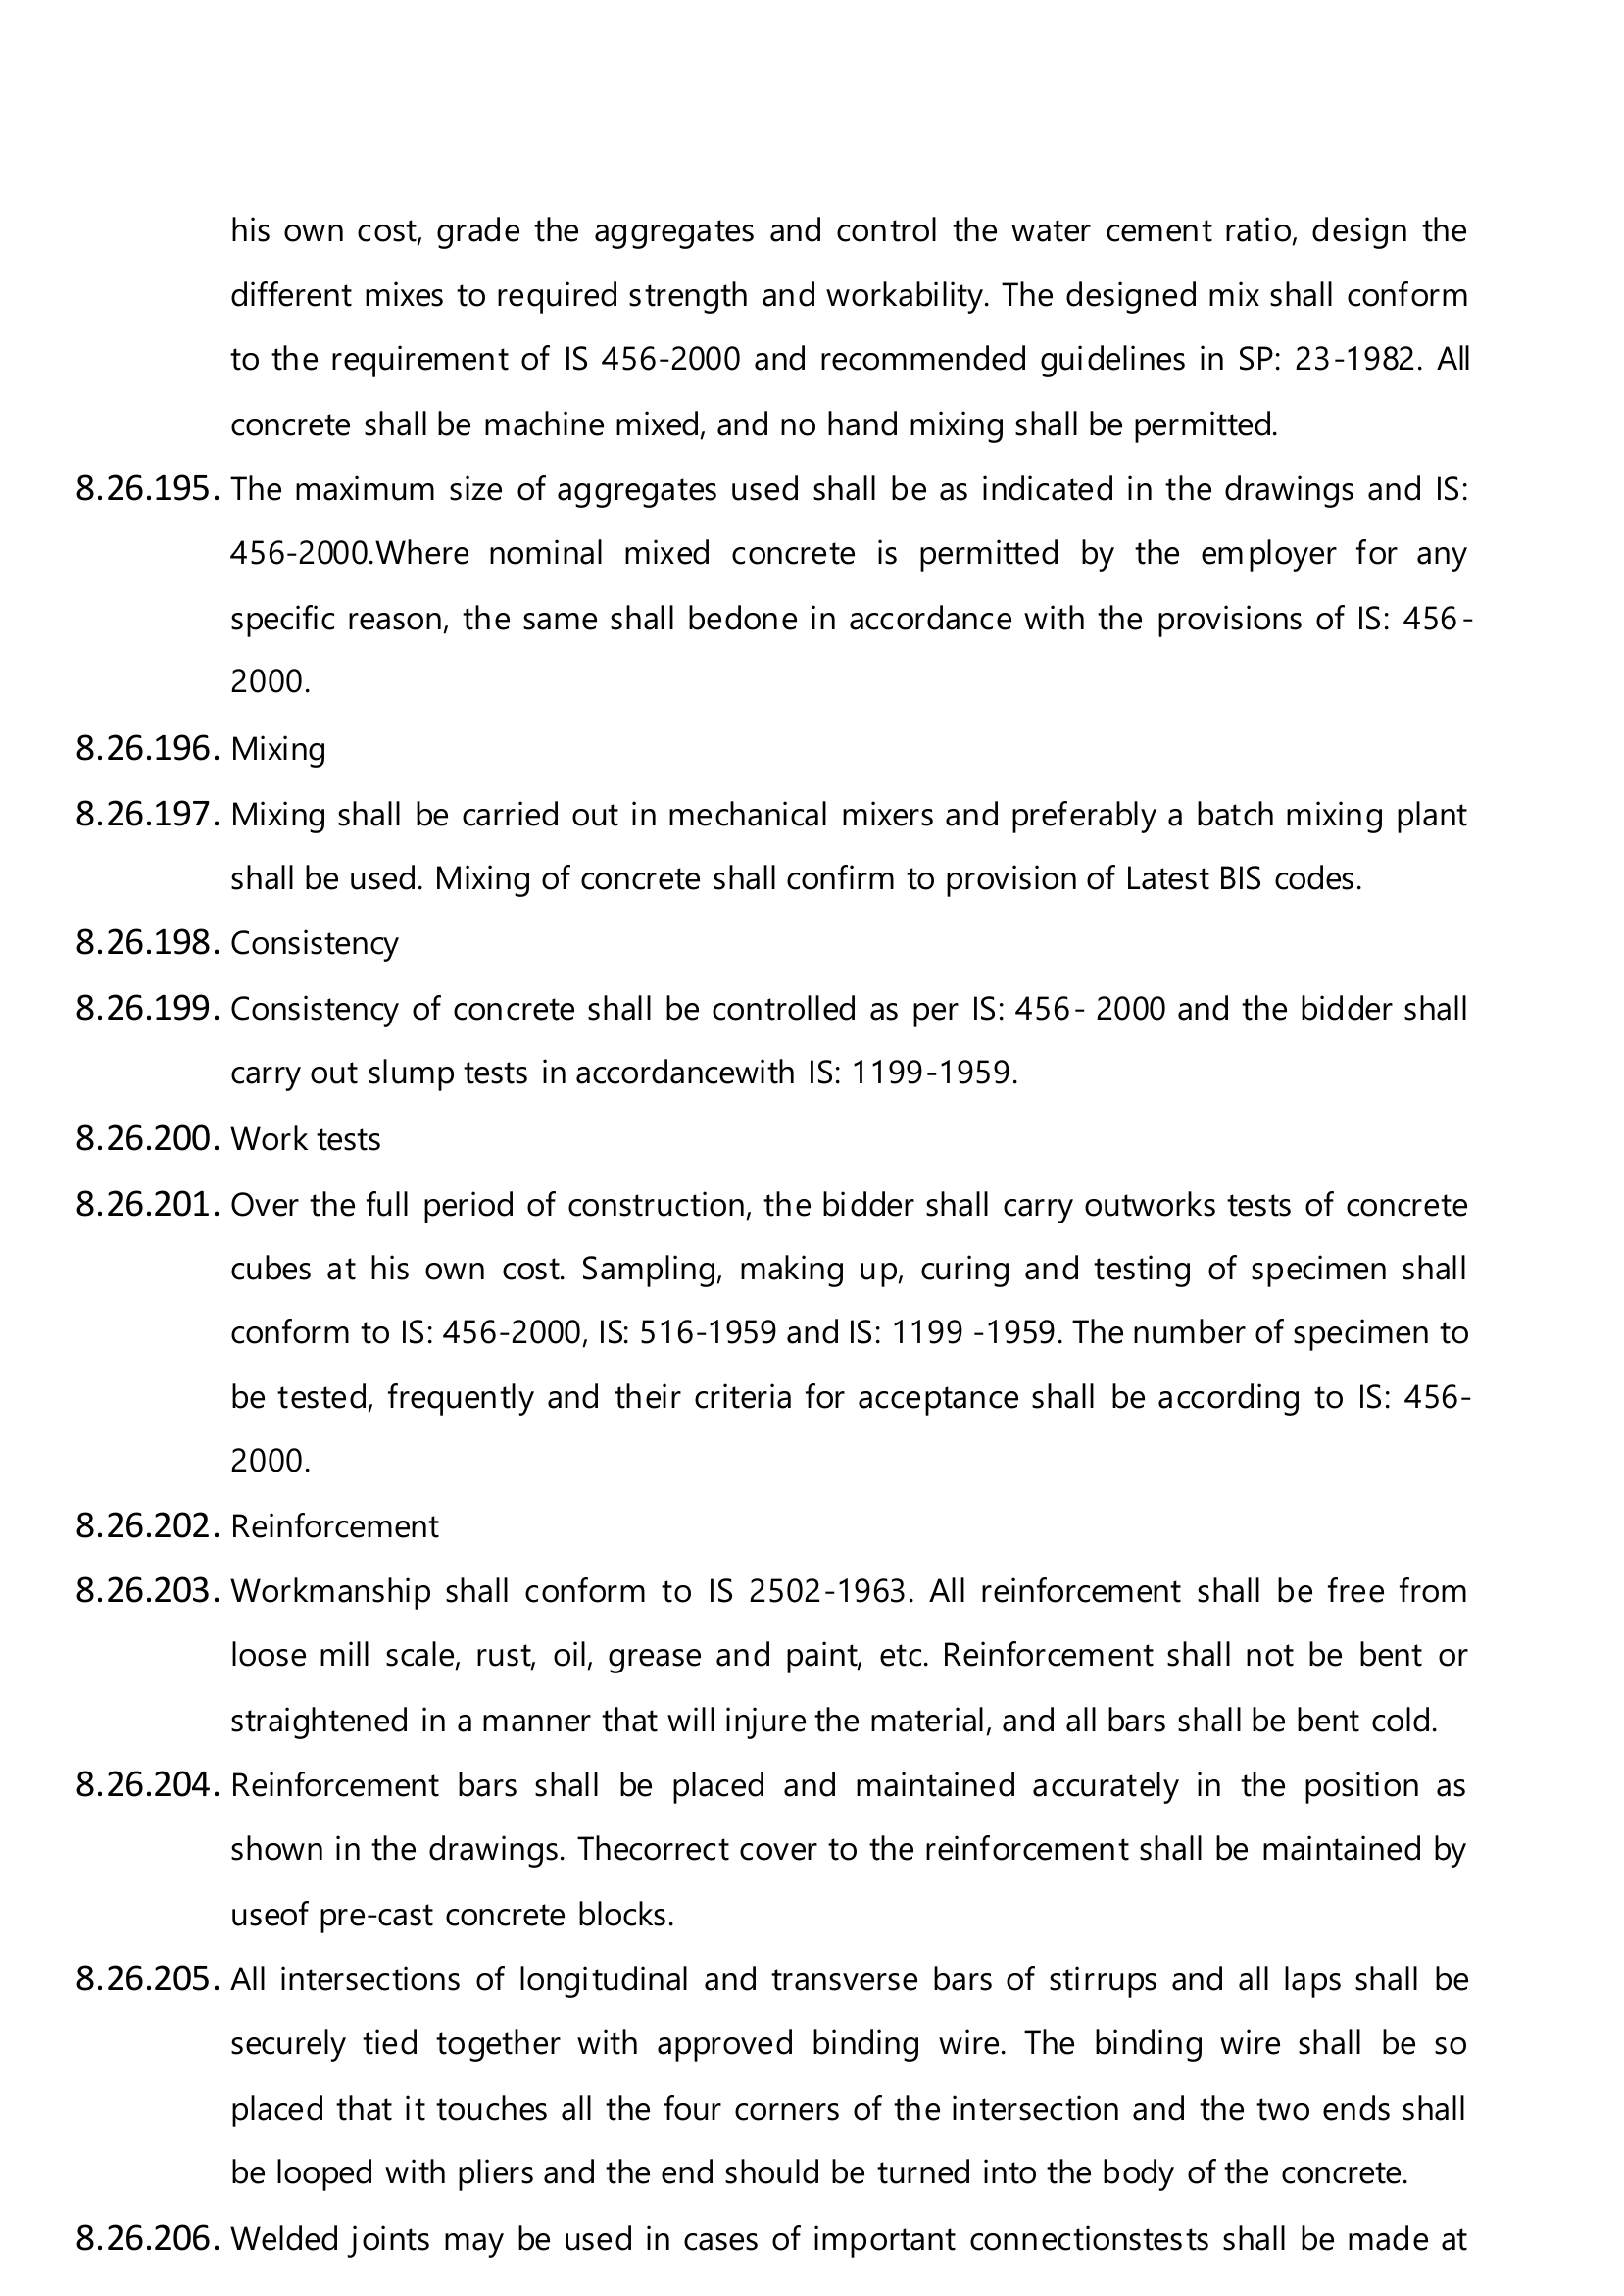 his own cost, grade the aggregates and control the water cement ratio, design the
different mixes to required strength and workability. The designed mix shall conform
to the requirement of IS 456-2000 and recommended guidelines in SP: 23-1982. All
concrete shall be machine mixed, and no hand mixing shall be permitted.
8.26.195. The maximum size of aggregates used shall be as indicated in the drawings and IS:
456-2000.Where nominal mixed concrete is permitted by the employer for any
specific reason, the same shall bedone in accordance with the provisions of IS: 456-
2000.
8.26.196. Mixing
8.26.197. Mixing shall be carried out in mechanical mixers and preferably a batch mixing plant
shall be used. Mixing of concrete shall confirm to provision of Latest BIS codes.
8.26.198. Consistency
8.26.199. Consistency of concrete shall be controlled as per IS: 456- 2000 and the bidder shall
carry out slump tests in accordancewith IS: 1199-1959.
8.26.200. Work tests
8.26.201. Over the full period of construction, the bidder shall carry outworks tests of concrete
cubes at his own cost. Sampling, making up, curing and testing of specimen shall
conform to IS: 456-2000, IS: 516-1959 and IS: 1199 -1959. The number of specimen to
be tested, frequently and their criteria for acceptance shall be according to IS: 456-
2000.
8.26.202. Reinforcement
8.26.203. Workmanship shall conform to IS 2502-1963. All reinforcement shall be free from
loose mill scale, rust, oil, grease and paint, etc. Reinforcement shall not be bent or
straightened in a manner that will injure the material, and all bars shall be bent cold.
8.26.204. Reinforcement bars shall be placed and maintained accurately in the position as
shown in the drawings. Thecorrect cover to the reinforcement shall be maintained by
useof pre-cast concrete blocks.
8.26.205. All intersections of longitudinal and transverse bars of stirrups and all laps shall be
securely tied together with approved binding wire. The binding wire shall be so
placed that it touches all the four corners of the intersection and the two ends shall
be looped with pliers and the end should be turned into the body of the concrete.
8.26.206. Welded joints may be used in cases of important connectionstests shall be made at